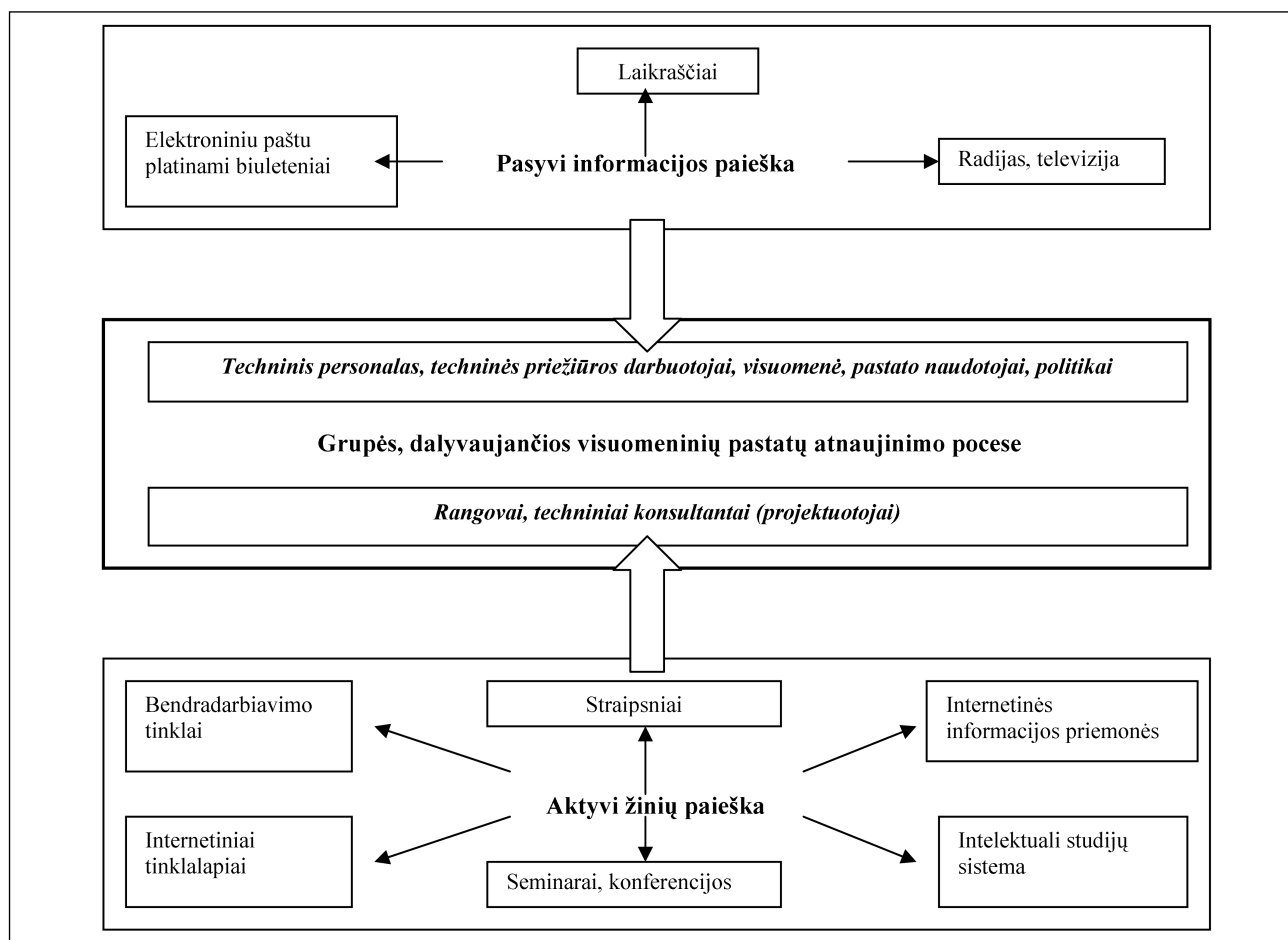 Laikraščiai
Elektroniniu paštu
platinami biuleteniai
Pasyvi informacijos paieška
Radijas, televizija
Techninis personalas, techninės priežiūros darbuotojai, visuomenė, pastato naudotojai, politikai
Grupės, dalyvaujančios visuomeninių pastatų atnaujinimo pocese
Rangovai, techniniai konsultantai (projektuotojai)
Bendradarbiavimo
tinklai
Straipsniai
Internetinės
informacijos priemonės
Aktyvi žinių paieška
Internetiniai
tinklalapiai
Seminarai, konferencijos
Intelektuali studijų
sistema